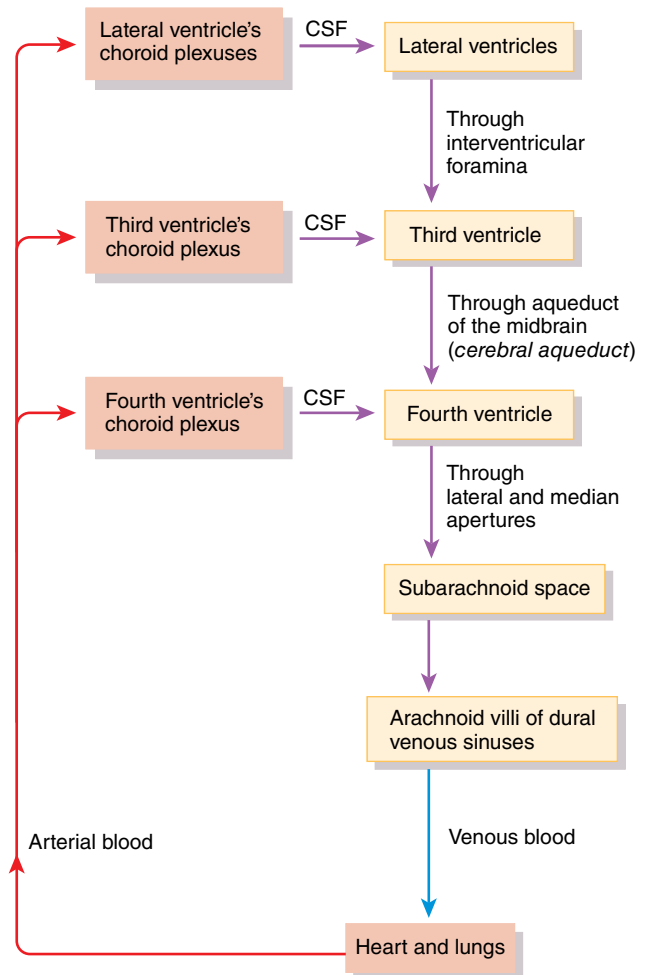 Lateral ventricle's
choroid plexuses
CSF
Lateral ventricles
Through
interventricular
foramina
Third ventricle's
choroid plexus
CSF
Third ventricle
Through aqueduct
of the midbrain
(cerebral aqueduct)
Fourth ventricle's
choroid plexus
CSF
Fourth ventricle
Through
lateral and median
apertures
Subarachnoid space
Arachnoid villi of dural
venous sinuses
Arterial blood
Venous blood
Heart and lungs